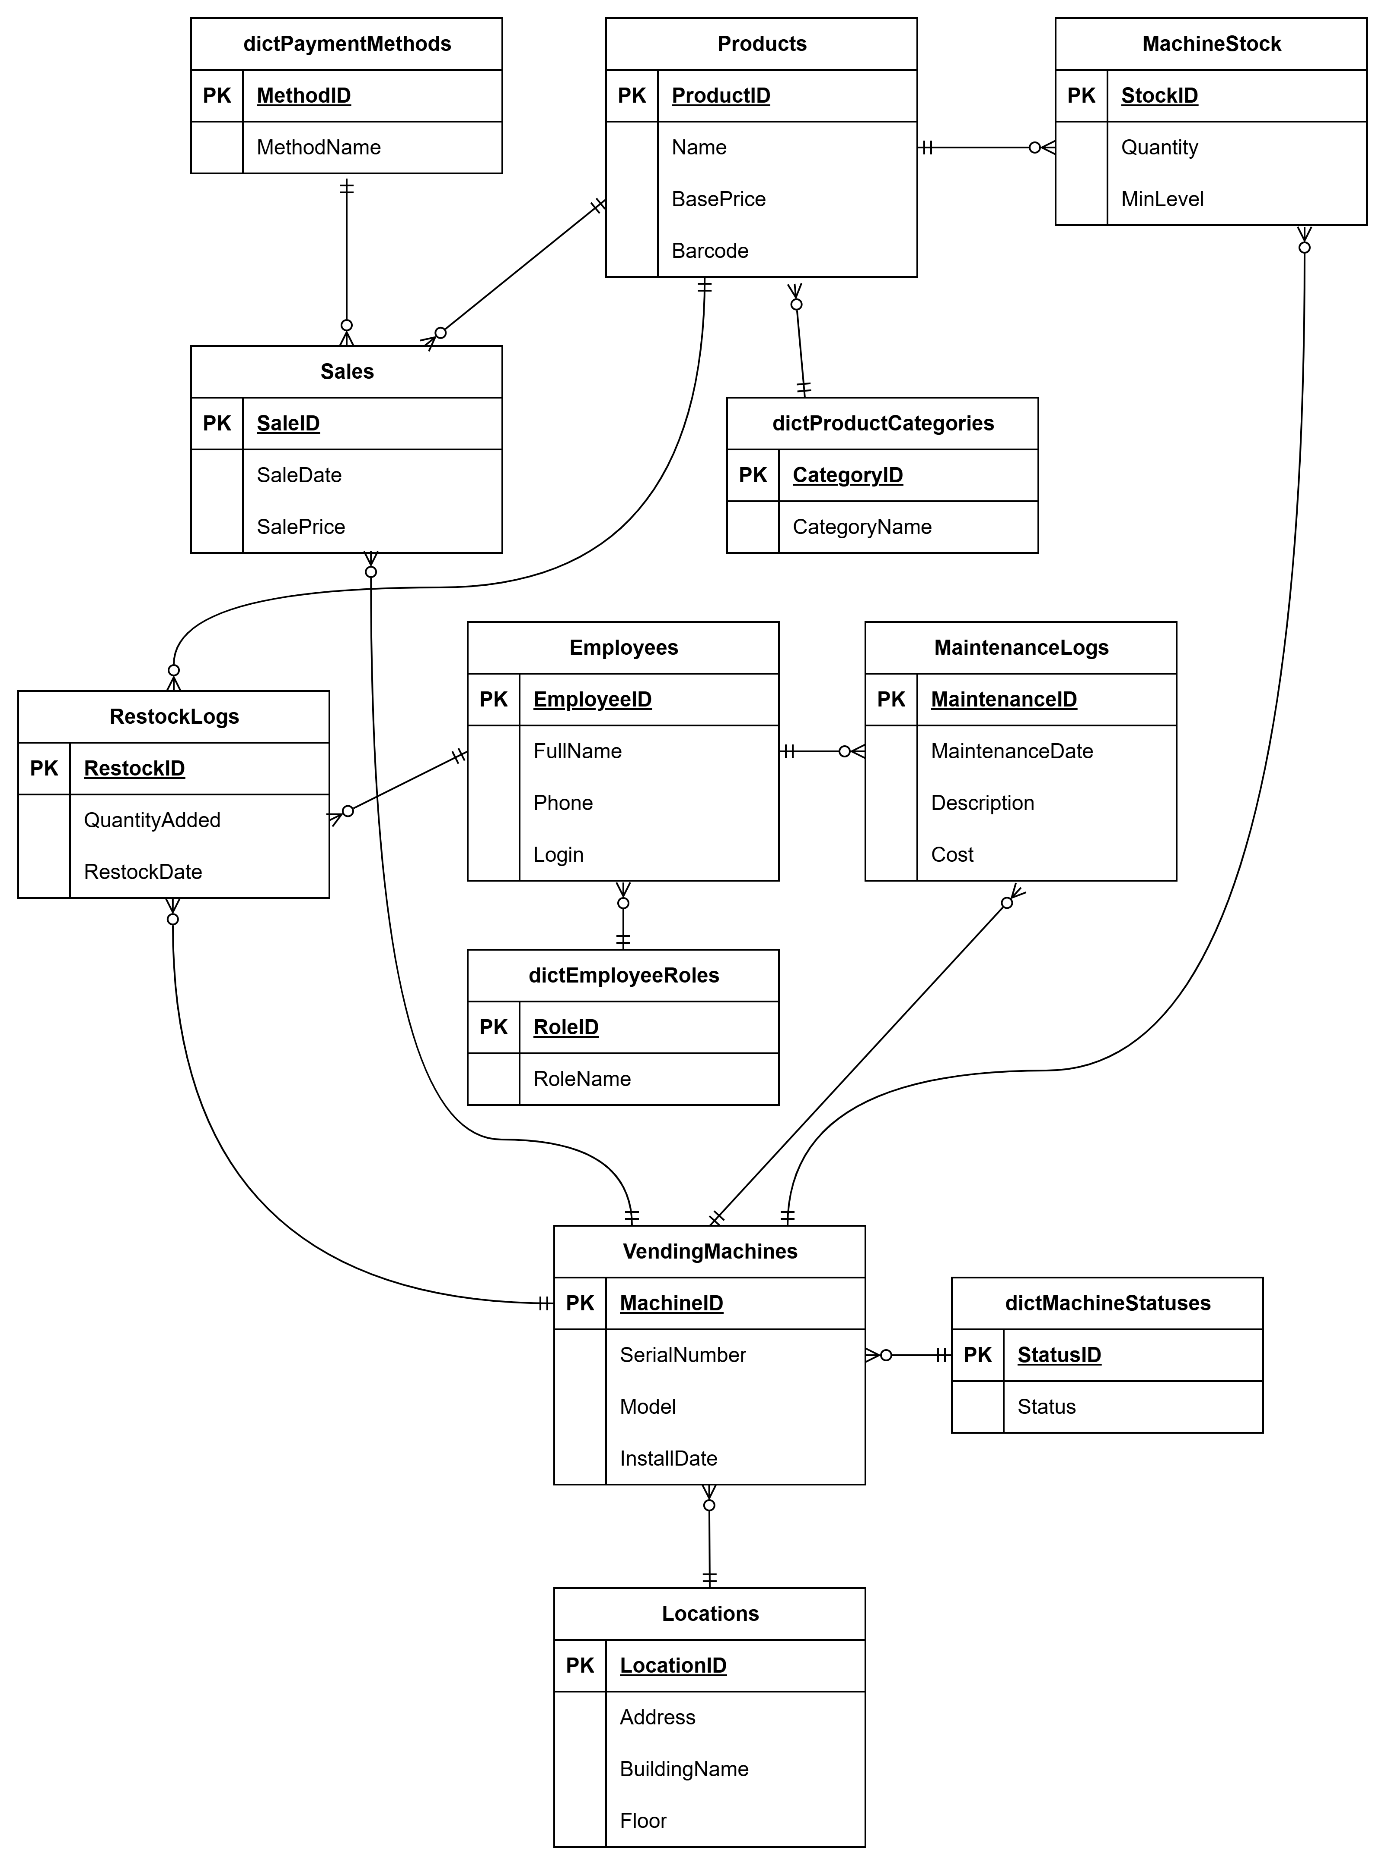 dictPaymentMethods
PK MethodID
MethodName
Products
PK ProductID
Name
BasePrice
Barcode
MachineStock
PK StockID
Quantity
MinLevel
Sales
PK SaleID
SaleDate
SalePrice
dictProductCategories
PK CategoryID
CategoryName
Employees
PK EmployeeID
FullName
Phone
Login
MaintenanceLogs
PK MaintenanceID
MaintenanceDate
Description
Cost
RestockLogs
PK RestockID
QuantityAdded
RestockDate
dictEmployeeRoles
PK RoleID
RoleName
VendingMachines
PK MachineID
SerialNumber
Model
InstallDate
dictMachineStatuses
PK StatusID
Status
Locations
PK LocationID
Address
BuildingName
Floor